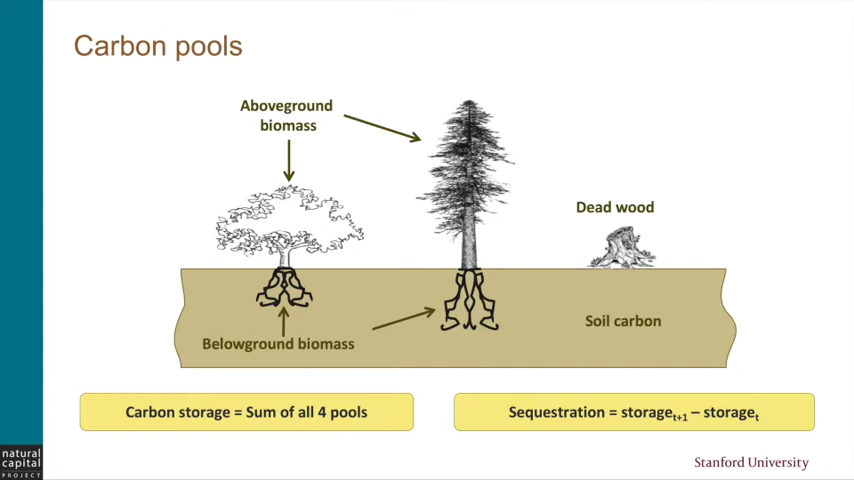 Carbon pools
Aboveground
biomass
Dead wood
Soil carbon
Belowground biomass
Carbon storage = Sum of all 4 pools
Sequestration = storage_{t+1} – storage_t
natural
capital
PROJECT
Stanford University